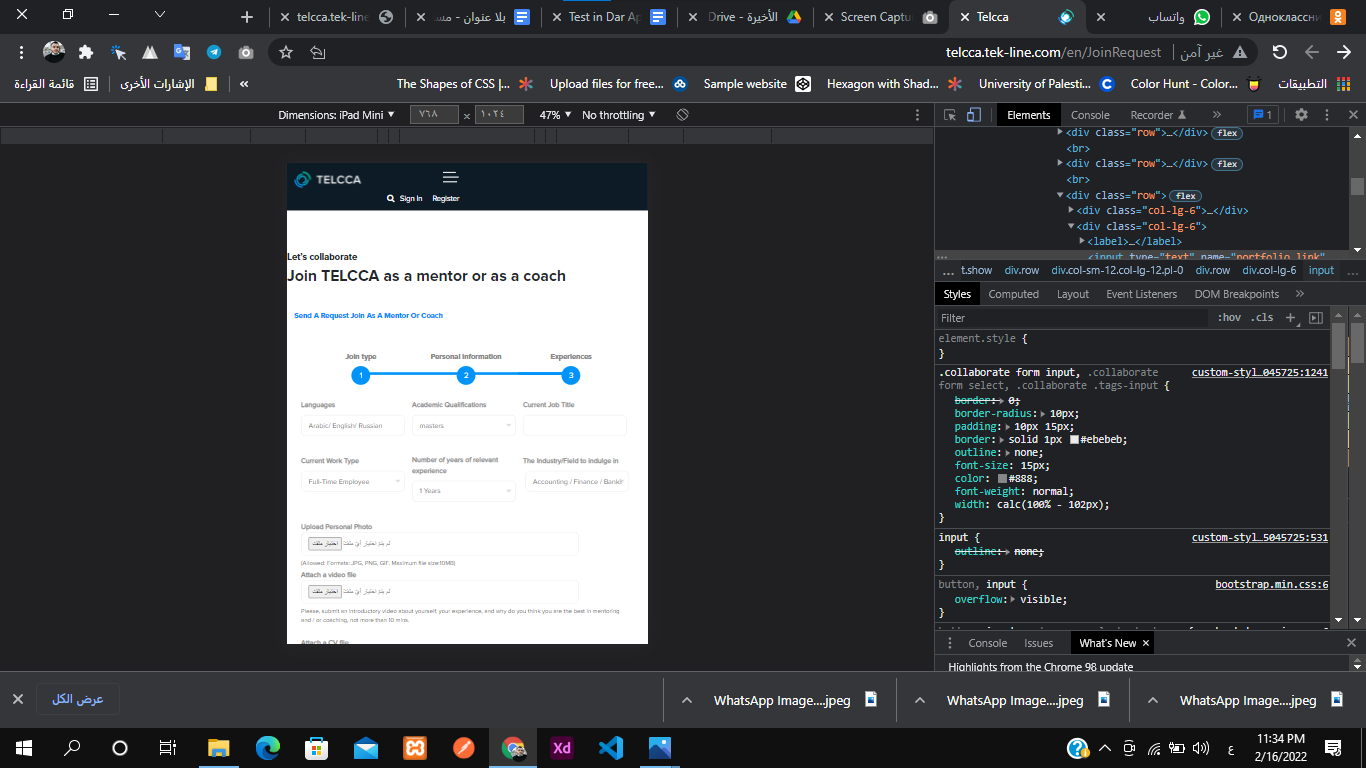 telcca.tek-line
بلا عنوان - مس
Test in Dar Ap
الأخيرة - Drive
Screen Captu
Telcca
واتساب
Одноклассни
telcca.tek-line.com/en/JoinRequest
غير آمن
قائمة القراءة
الإشارات الأخرى
«
The Shapes of CSS |...
Upload files for free...
Sample website
Hexagon with Shad...
University of Palesti...
Color Hunt - Color...
التطبيقات
Dimensions: iPad Mini ▼
٧٦٨ x ١٠٢٤
47% ▼
No throttling ▼
TELCCA
Sign In Register
Let's collaborate
Join TELCCA as a mentor or as a coach
Send A Request Join As A Mentor Or Coach
Join type Personal Information Experiences
1 2 3
Languages Academic Qualifications Current Job Title
Arabic/ English/ Russian masters
Current Work Type Number of years of relevant experience The Industry/Field to indulge in
Full-Time Employee 1 Years Accounting / Finance / Banki
Upload Personal Photo
اختيار ملفت لم يتم اختيار أيّ ملفت
(Allowed: Formats: JPG, PNG, GIF. Maximum file size:10MB)
Attach a video file
اختيار ملفت لم يتم اختيار أيّ ملفت
Please, submit an introductory video about yourself, your experience, and why do you think you are the best in mentoring
and / or coaching, not more than 10 mins.
Attach a CV file
Elements Console Recorder » 1
<div class="row">…</div> flex
<br>
<div class="row">…</div> flex
<br>
<div class="row"> flex
<div class="col-lg-6">…</div>
<div class="col-lg-6">
<label>…</label>
<input type="text" name="portfolio_link"
... t.show div.row div.col-sm-12.col-lg-12.pl-0 div.row div.col-lg-6 input ...
Styles Computed Layout Event Listeners DOM Breakpoints »
Filter :hov .cls +
element.style {
}
.collaborate form input, .collaborate custom-styl…045725:1241
form select, .collaborate .tags-input {
border: 0;
border-radius: 10px;
padding: 10px 15px;
border: solid 1px #ebebeb;
outline: none;
font-size: 15px;
color: #888;
font-weight: normal;
width: calc(100% - 102px);
}
input { custom-styl…5045725:531
outline: none;
}
button, input { bootstrap.min.css:6
overflow: visible;
}
Console Issues What's New ×
Highlights from the Chrome 98 update
عرض الكل
WhatsApp Image....jpeg
WhatsApp Image....jpeg
WhatsApp Image....jpeg
Xd
ع
11:34 PM
2/16/2022